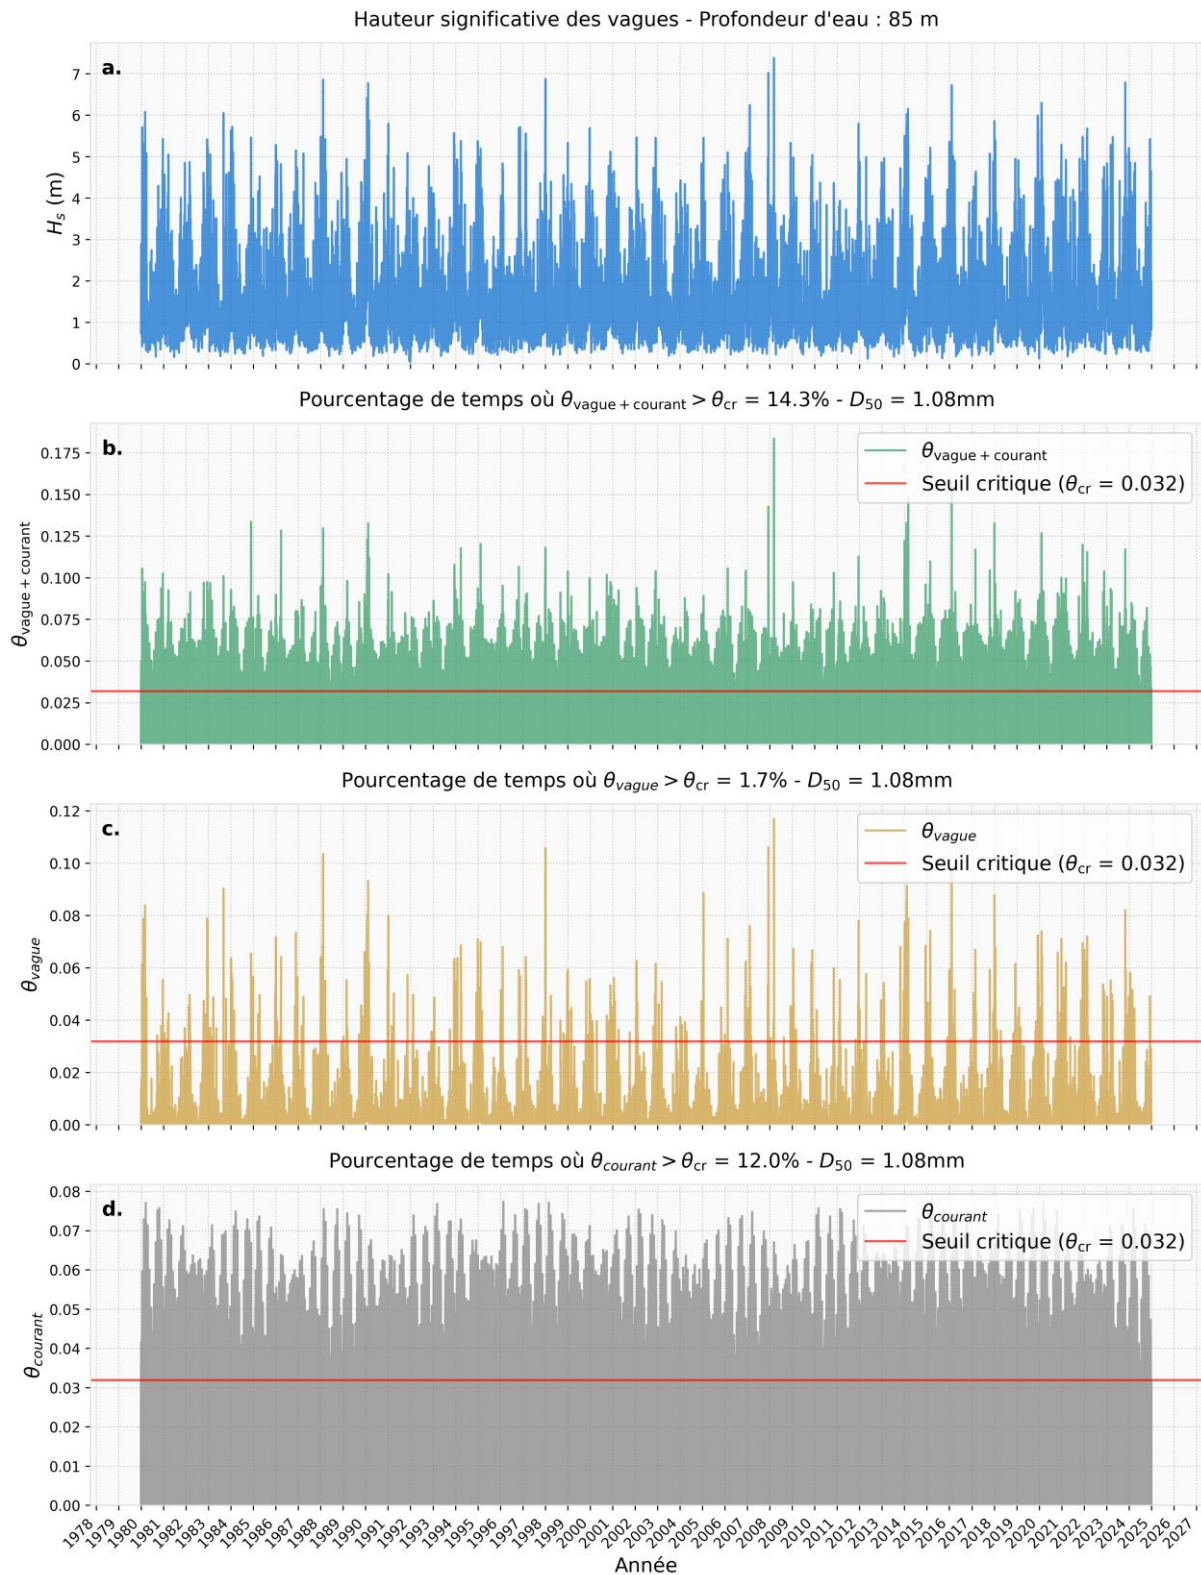 Hauteur significative des vagues - Profondeur d'eau : 85 m
a.
7
6
5
4
3
2
1
0
H_s (m)
Pourcentage de temps où θ_vague + courant > θ_cr = 14.3% - D_50 = 1.08mm
b.
θ_vague + courant
Seuil critique (θ_cr = 0.032)
0.175
0.150
0.125
0.100
0.075
0.050
0.025
0.000
θ_vague + courant
Pourcentage de temps où θ_vague > θ_cr = 1.7% - D_50 = 1.08mm
c.
θ_vague
Seuil critique (θ_cr = 0.032)
0.12
0.10
0.08
0.06
0.04
0.02
0.00
θ_vague
Pourcentage de temps où θ_courant > θ_cr = 12.0% - D_50 = 1.08mm
d.
θ_courant
Seuil critique (θ_cr = 0.032)
0.08
0.07
0.06
0.05
0.04
0.03
0.02
0.01
0.00
θ_courant
1978 1979 1980 1981 1982 1983 1984 1985 1986 1987 1988 1989 1990 1991 1992 1993 1994 1995 1996 1997 1998 1999 2000 2001 2002 2003 2004 2005 2006 2007 2008 2009 2010 2011 2012 2013 2014 2015 2016 2017 2018 2019 2020 2021 2022 2023 2024 2025 2026 2027
Année